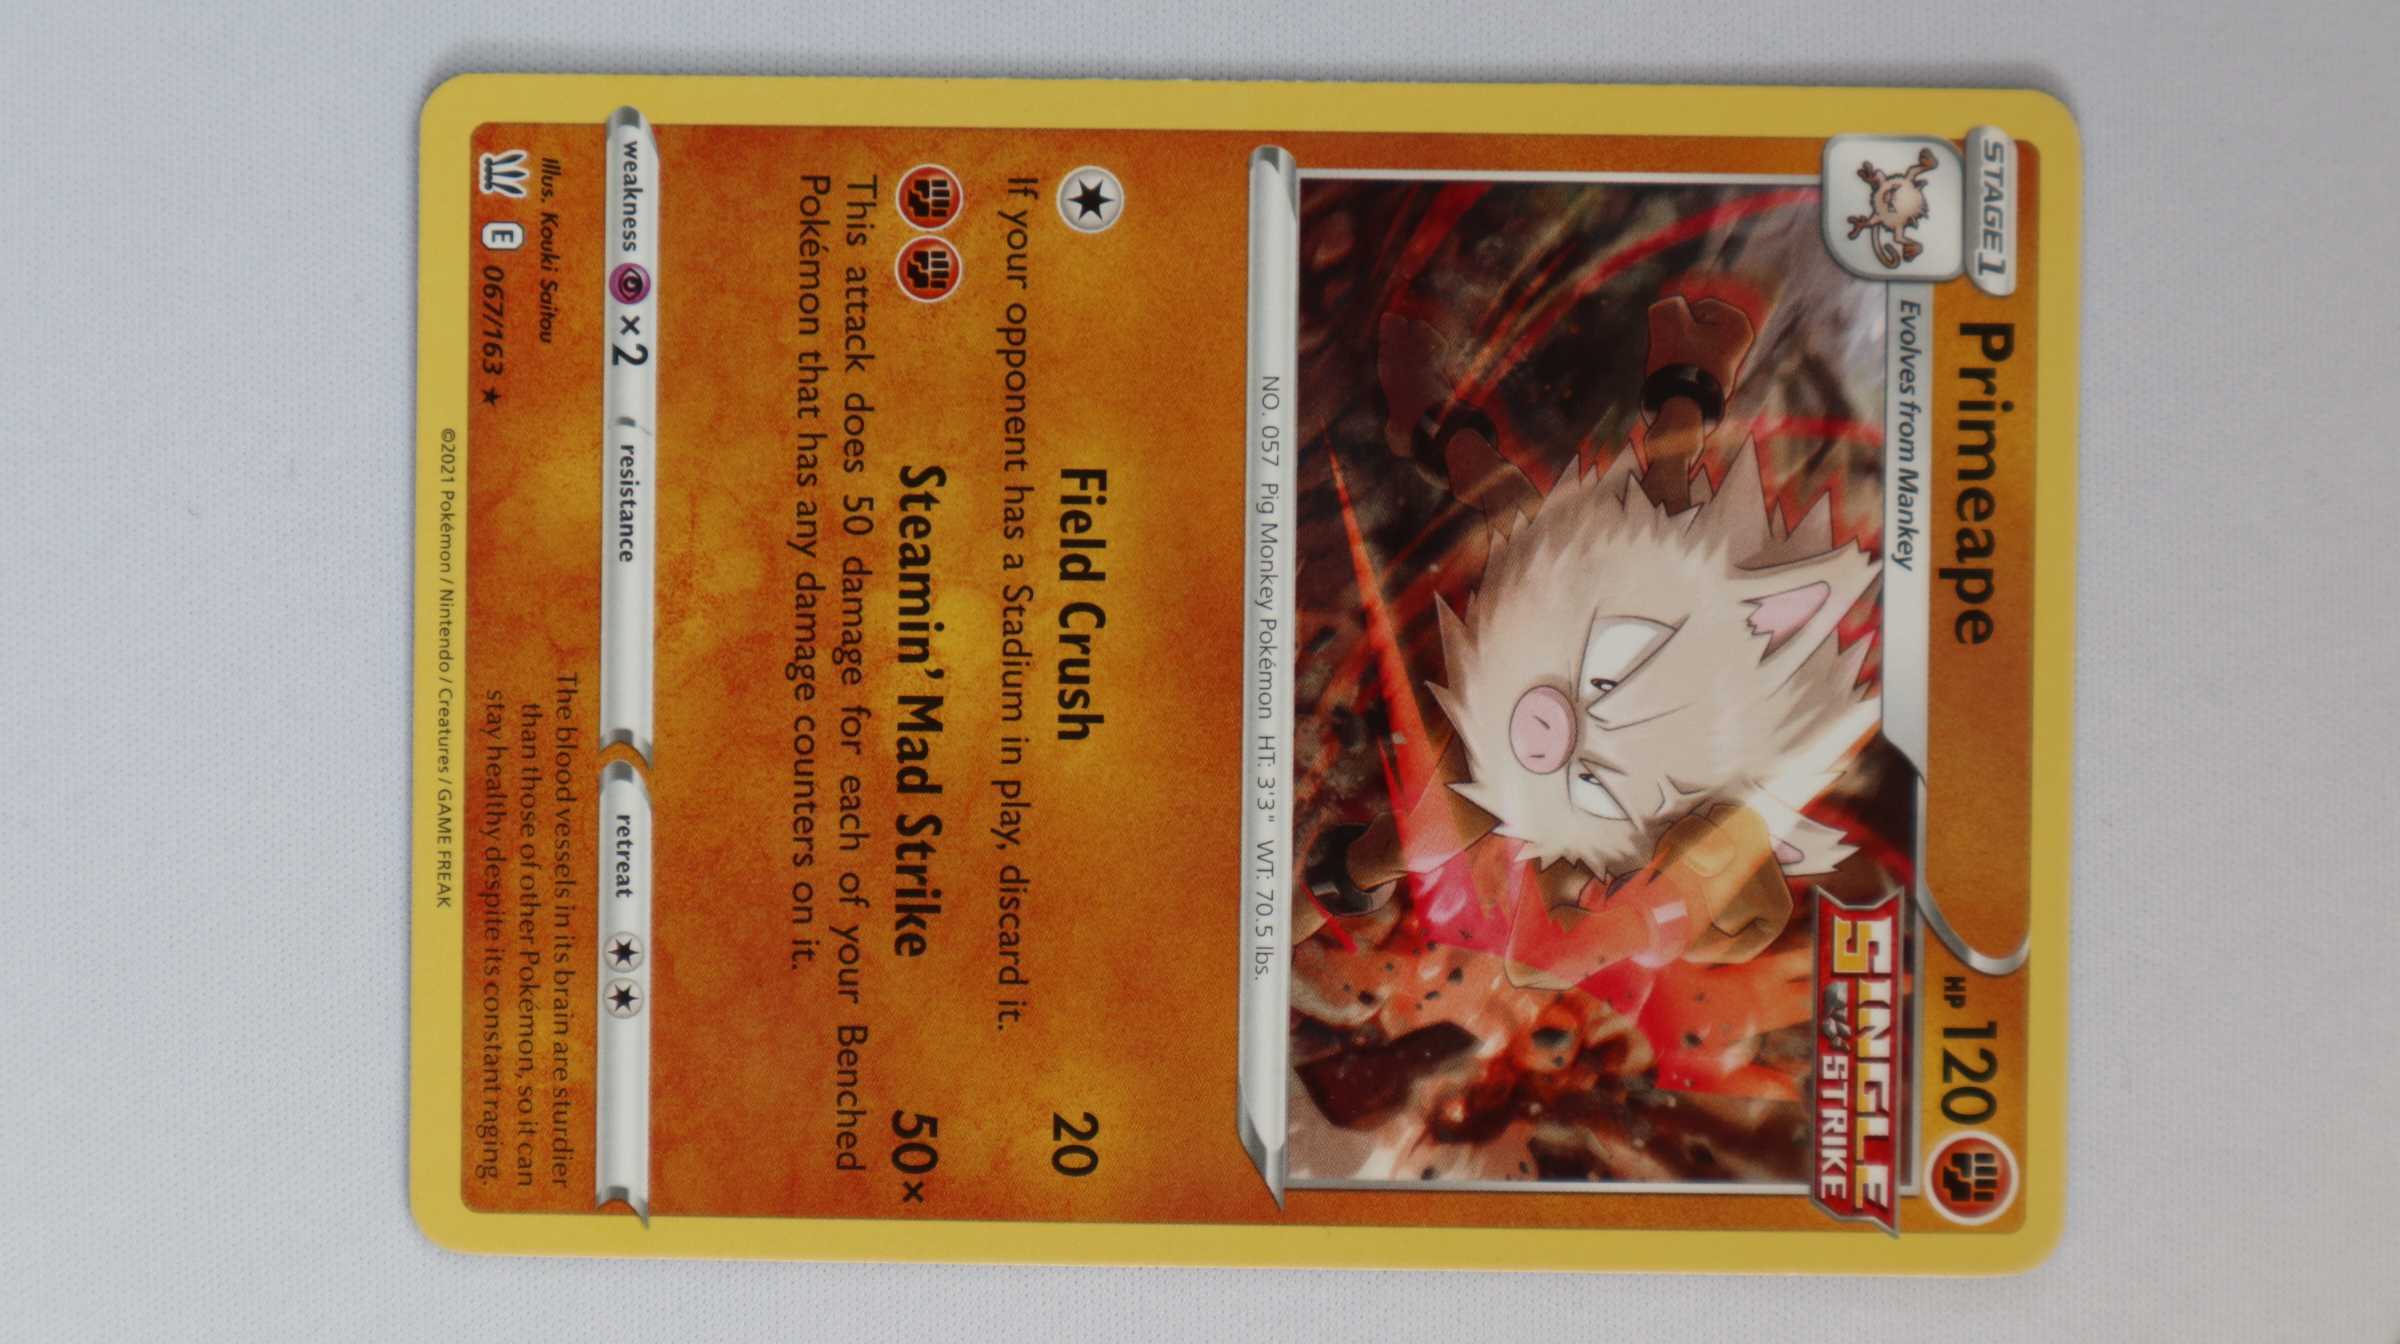 STAGE 1
Primeape
HP 120
Evolves from Mankey
SINGLE
STRIKE
NO. 057 Pig Monkey Pokémon HT: 3'3" WT: 70.5 lbs.
Field Crush 20
If your opponent has a Stadium in play, discard it.
Steamin' Mad Strike 50×
This attack does 50 damage for each of your Benched
Pokémon that has any damage counters on it.
weakness ×2 resistance retreat
Illus. Kouki Saitou
The blood vessels in its brain are sturdier
than those of other Pokémon, so it can
stay healthy despite its constant raging.
E 067/163 ★
©2021 Pokémon / Nintendo / Creatures / GAME FREAK